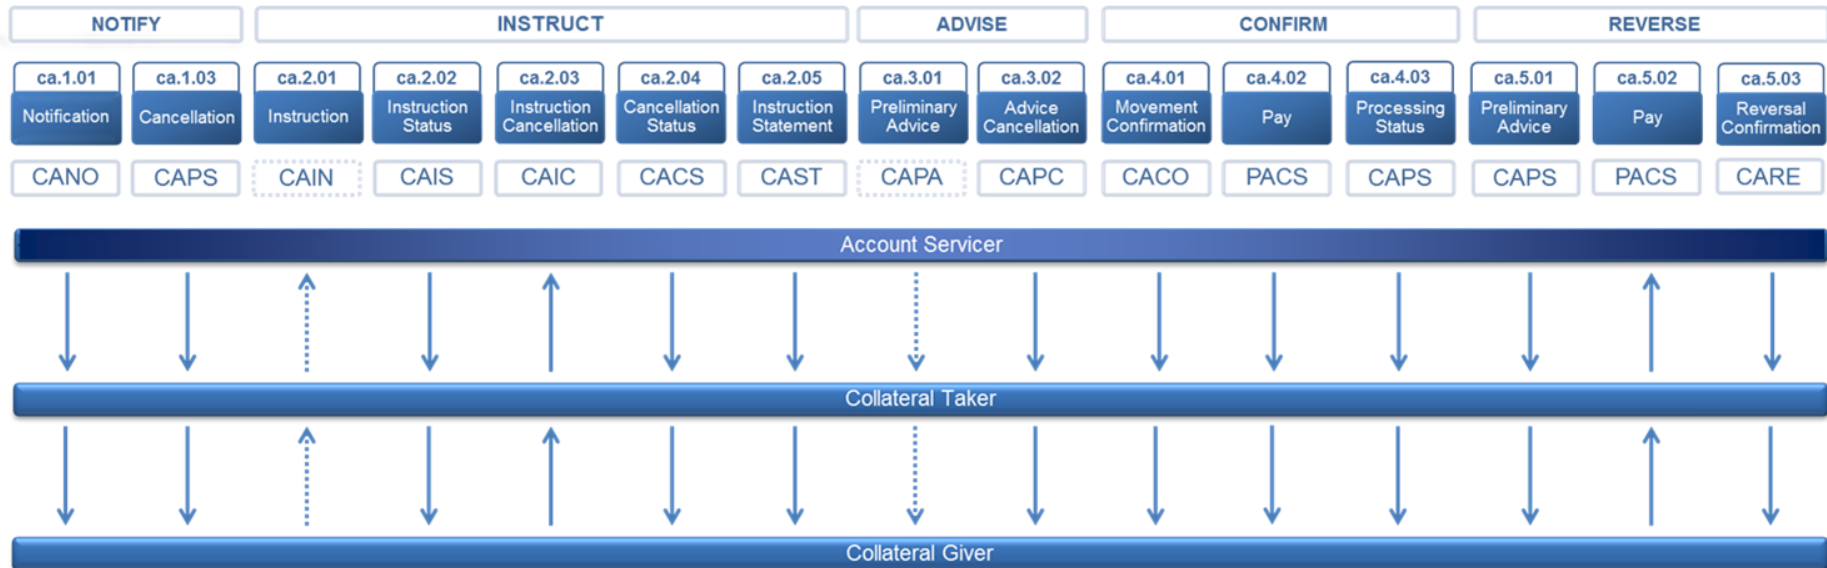 NOTIFY INSTRUCT ADVISE CONFIRM REVERSE
ca.1.01 ca.1.03 ca.2.01 ca.2.02 ca.2.03 ca.2.04 ca.2.05 ca.3.01 ca.3.02 ca.4.01 ca.4.02 ca.4.03 ca.5.01 ca.5.02 ca.5.03
Notification
Cancellation
Instruction
Instruction
Status
Instruction
Cancellation
Cancellation
Status
Instruction
Statement
Preliminary
Advice
Advice
Cancellation
Movement
Confirmation
Pay
Processing
Status
Preliminary
Advice
Pay
Reversal
Confirmation
CANO CAPS CAIN CAIS CAIC CACS CAST CAPA CAPC CACO PACS CAPS CAPS PACS CARE
Account Servicer
Collateral Taker
Collateral Giver